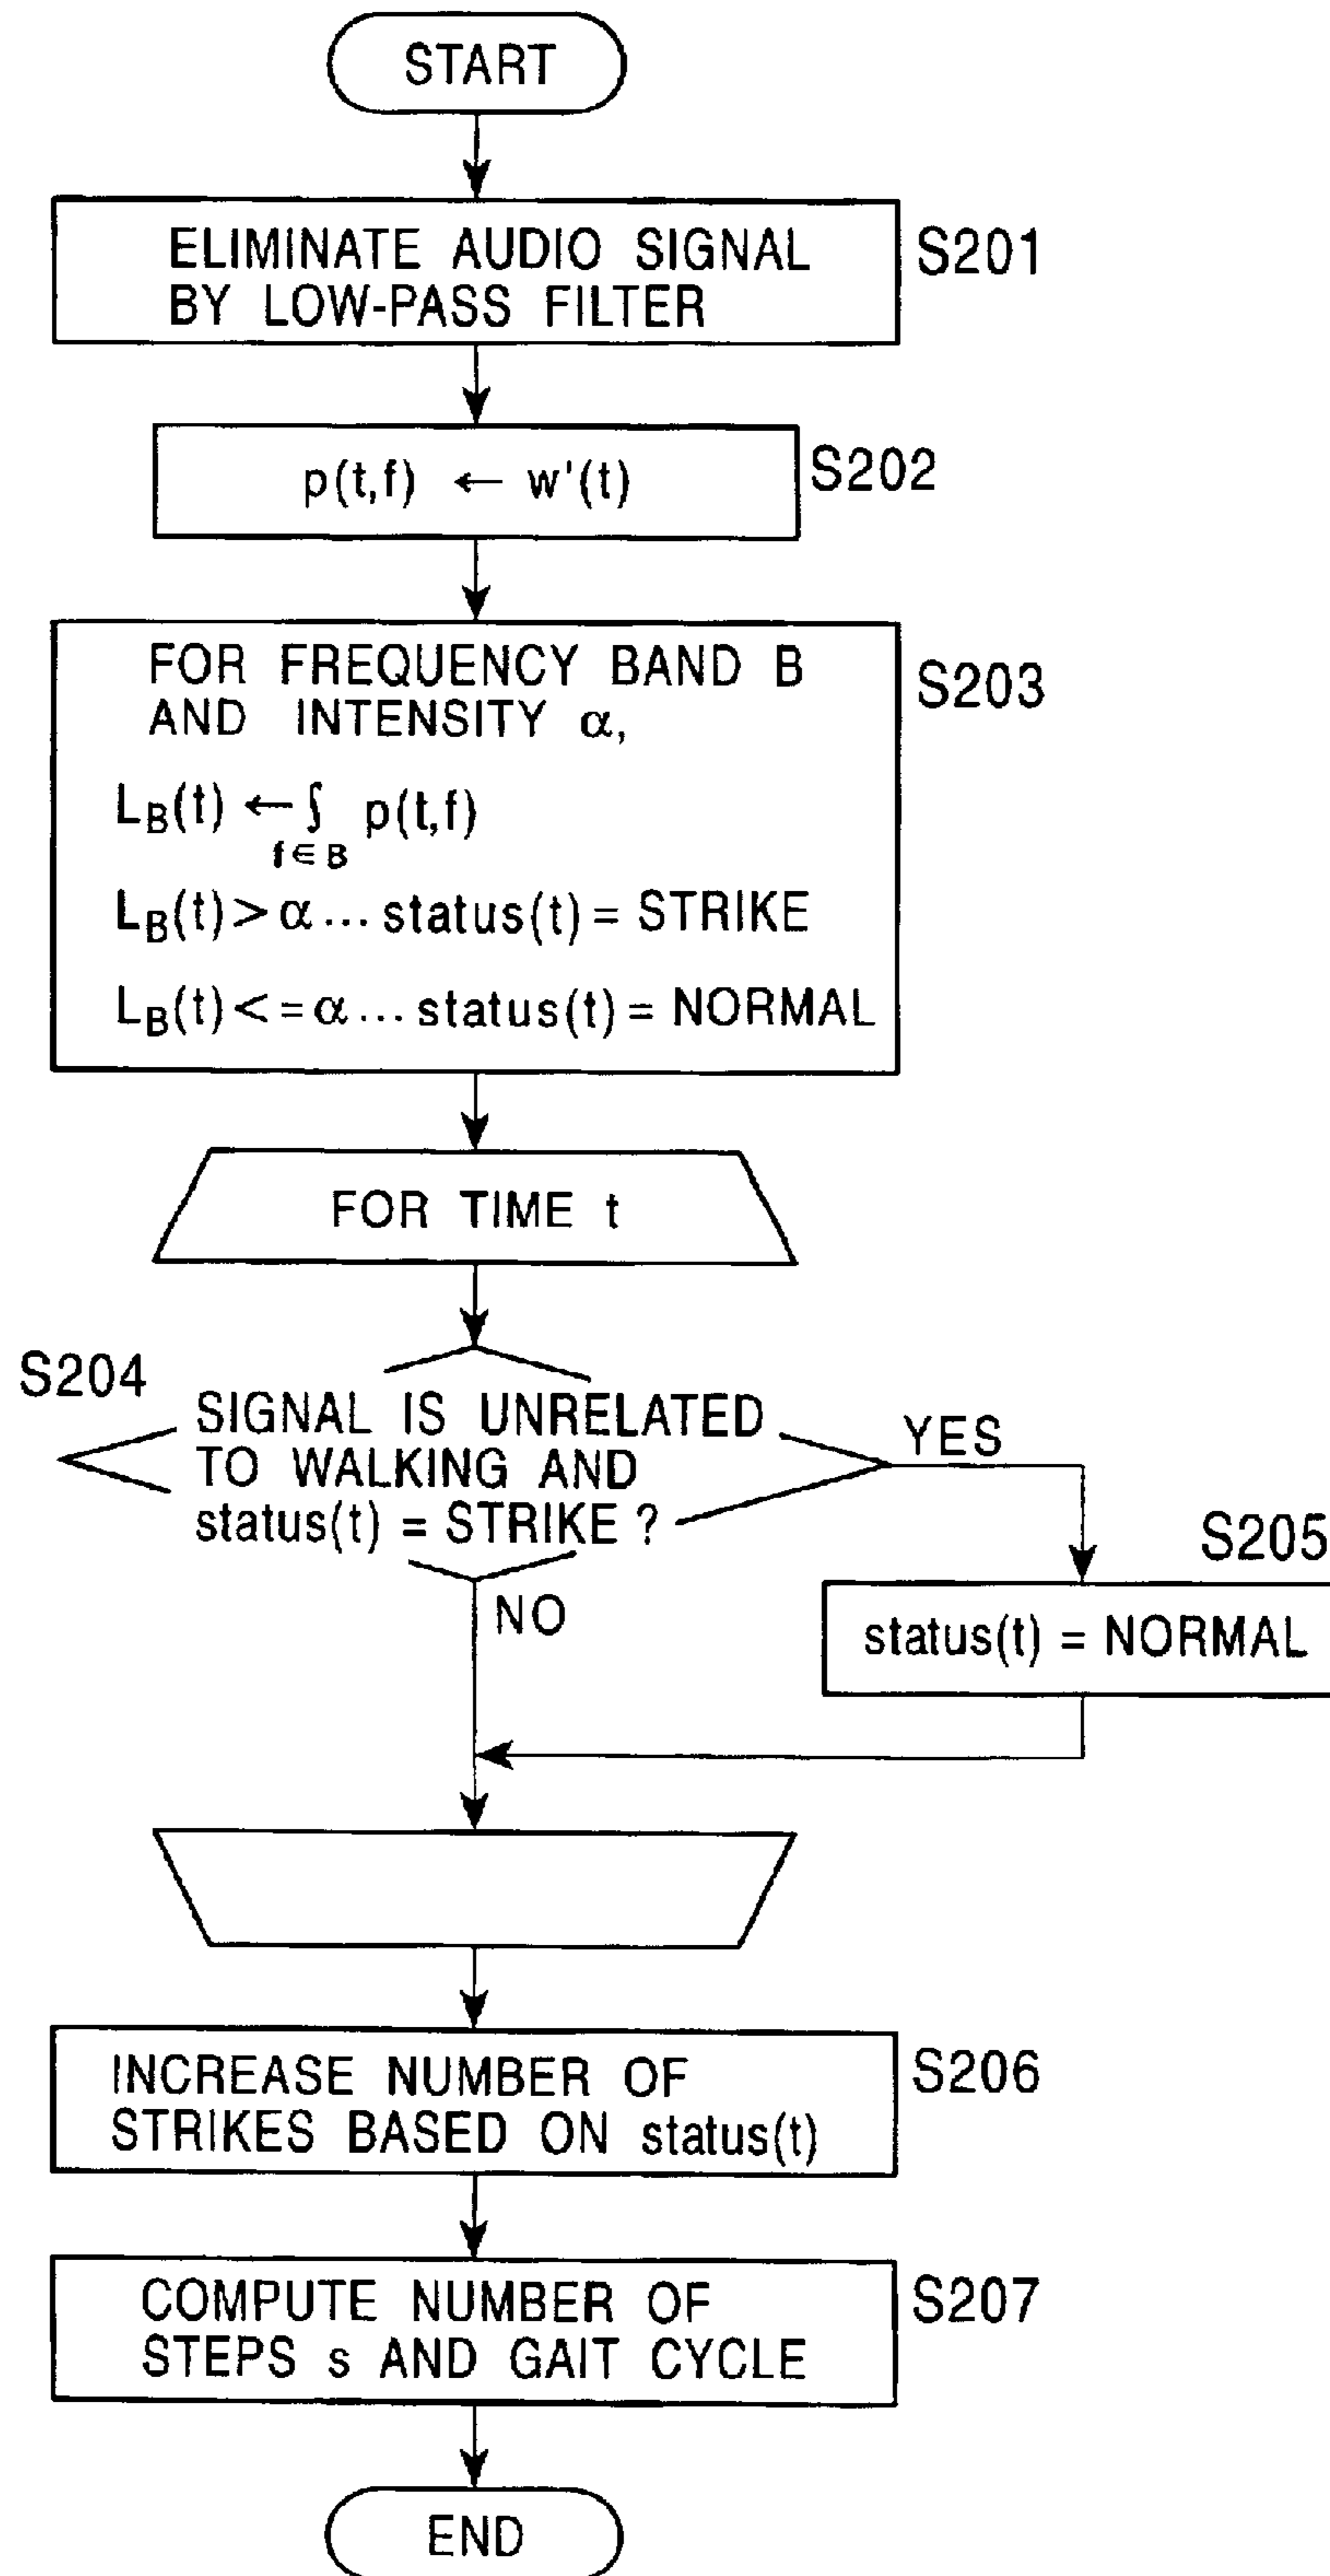 START
ELIMINATE AUDIO SIGNAL
BY LOW-PASS FILTER
S201
p(t,f) ← w'(t)
S202
FOR FREQUENCY BAND B
AND INTENSITY α,
S203
L_B(t) ← ∫ p(t,f)
f∈B
L_B(t) > α ... status(t) = STRIKE
L_B(t) < = α ... status(t) = NORMAL
FOR TIME t
S204
SIGNAL IS UNRELATED
TO WALKING AND
status(t) = STRIKE ?
YES
S205
status(t) = NORMAL
NO
INCREASE NUMBER OF
STRIKES BASED ON status(t)
S206
COMPUTE NUMBER OF
STEPS s AND GAIT CYCLE
S207
END